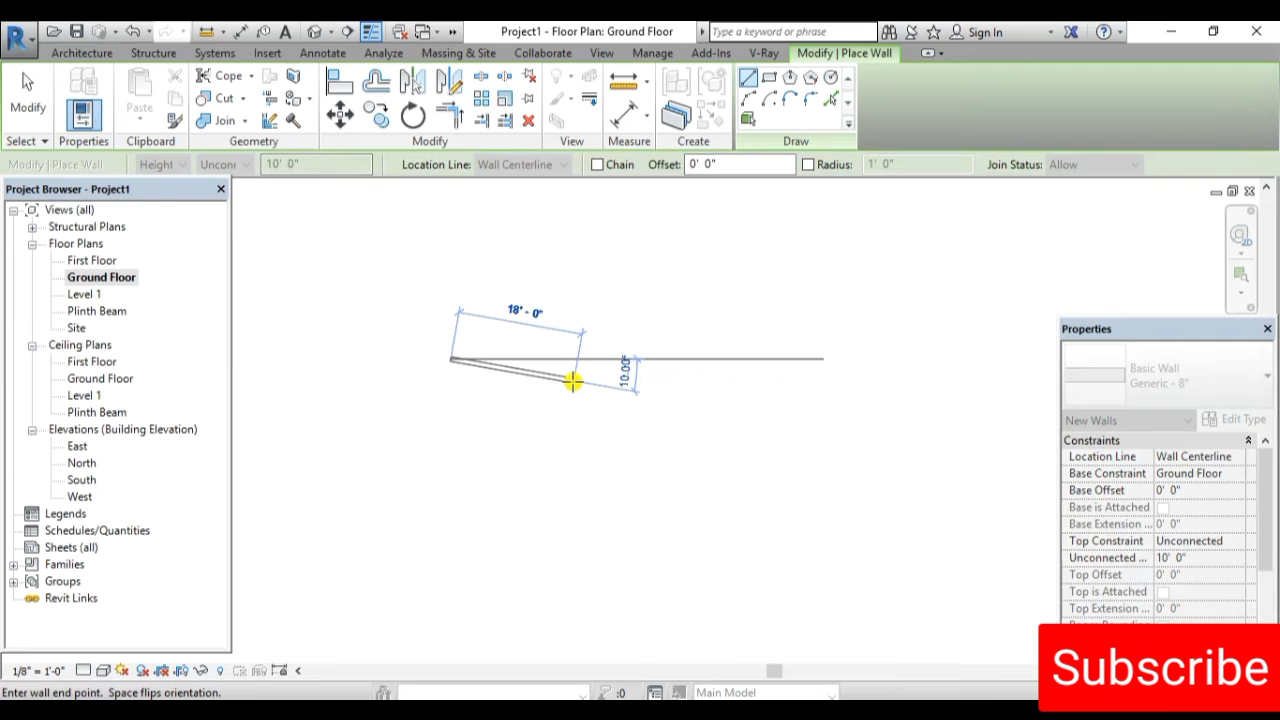 Project1 - Floor Plan: Ground Floor
Type a keyword or phrase
Sign In
Architecture Structure Systems Insert Annotate Analyze Massing & Site Collaborate View Manage Add-Ins V-Ray Modify | Place Wall
Modify
Paste
Cope
Cut
Join
Select Properties Clipboard Geometry Modify View Measure Create Draw
Modify | Place Wall Height Uncon 10' 0" Location Line: Wall Centerline Chain Offset: 0' 0" Radius: 1' 0" Join Status: Allow
Project Browser - Project1
Views (all)
Structural Plans
Floor Plans
First Floor
Ground Floor
Level 1
Plinth Beam
Site
Ceiling Plans
First Floor
Ground Floor
Level 1
Plinth Beam
Elevations (Building Elevation)
East
North
South
West
Legends
Schedules/Quantities
Sheets (all)
Families
Groups
Revit Links
18' - 0"
10.00°
Properties
Basic Wall
Generic - 8"
New Walls Edit Type
Constraints
Location Line Wall Centerline
Base Constraint Ground Floor
Base Offset 0' 0"
Base is Attached
Base Extension ... 0' 0"
Top Constraint Unconnected
Unconnected ... 10' 0"
Top Offset 0' 0"
Top is Attached
Top Extension ... 0' 0"
Subscribe
1/8" = 1'-0"
Enter wall end point. Space flips orientation.
:0
Main Model